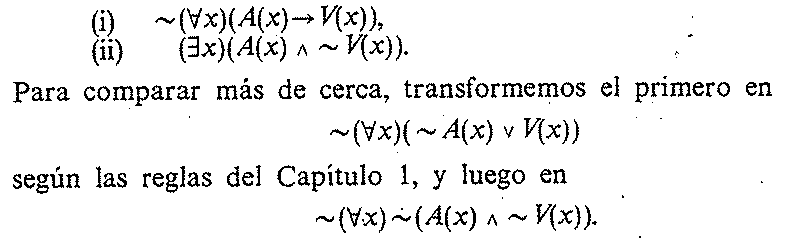 (i) ~(∀x)(A(x)→ V(x)),
(ii) (∃x)(A(x) ∧ ~ V(x)).
Para comparar más de cerca, transformemos el primero en
~(∀x)( ~ A(x) ∨ V(x))
según las reglas del Capítulo 1, y luego en
~(∀x) ~(A(x) ∧ ~ V(x)).